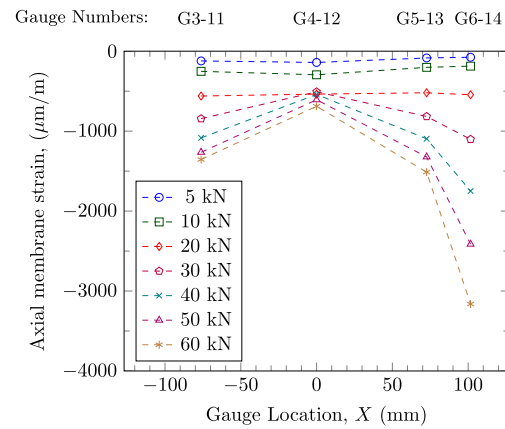 Gauge Numbers: G3-11 G4-12 G5-13 G6-14
0
−1000
−2000
−3000
−4000
Axial membrane strain, (μm/m)
5 kN
10 kN
20 kN
30 kN
40 kN
50 kN
60 kN
−100 −50 0 50 100
Gauge Location, X (mm)